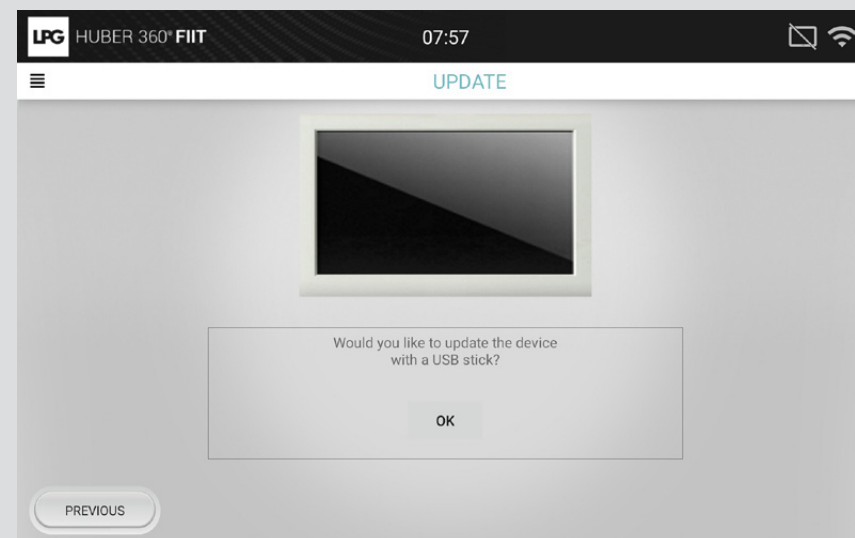 LPG HUBER 360® FIIT 07:57
UPDATE
Would you like to update the device
with a USB stick?
OK
PREVIOUS